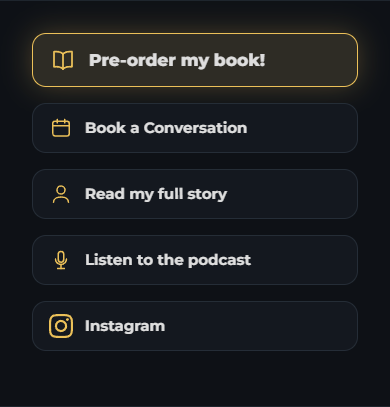 Pre-order my book!
Book a Conversation
Read my full story
Listen to the podcast
Instagram